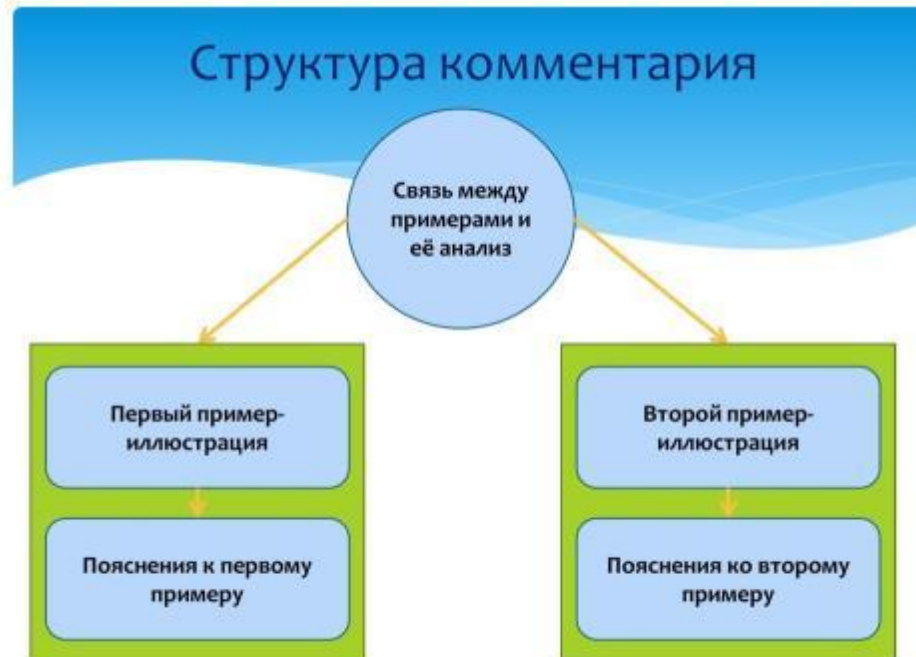 Структура комментария
Связь между
примерами и
её анализ
Первый пример-
иллюстрация
Пояснения к первому
примеру
Второй пример-
иллюстрация
Пояснения ко второму
примеру